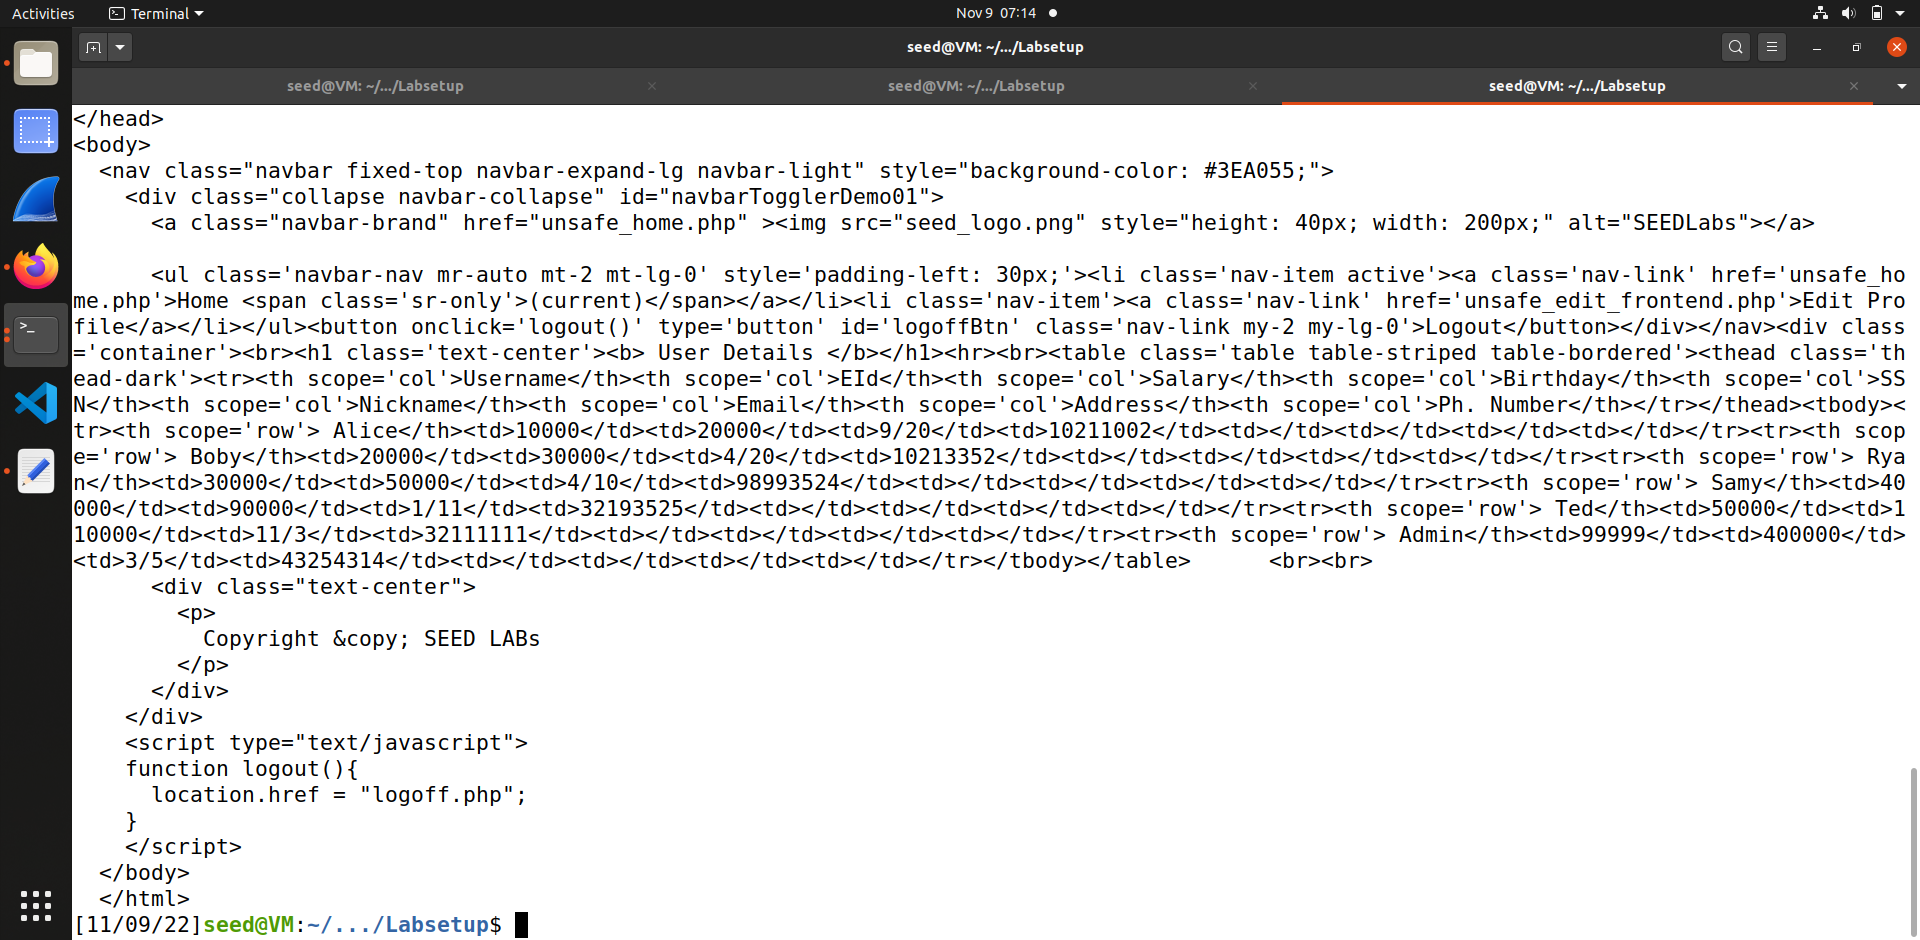 Activities
Terminal
Nov 9 07:14
seed@VM: ~/.../Labsetup
seed@VM: ~/.../Labsetup
seed@VM: ~/.../Labsetup
seed@VM: ~/.../Labsetup
</head>
<body>
  <nav class="navbar fixed-top navbar-expand-lg navbar-light" style="background-color: #3EA055;">
    <div class="collapse navbar-collapse" id="navbarTogglerDemo01">
      <a class="navbar-brand" href="unsafe_home.php" ><img src="seed_logo.png" style="height: 40px; width: 200px;" alt="SEEDLabs"></a>
      <ul class='navbar-nav mr-auto mt-2 mt-lg-0' style='padding-left: 30px;'><li class='nav-item active'><a class='nav-link' href='unsafe_ho
me.php'>Home <span class='sr-only'>(current)</span></a></li><li class='nav-item'><a class='nav-link' href='unsafe_edit_frontend.php'>Edit Pro
file</a></li></ul><button onclick='logout()' type='button' id='logoffBtn' class='nav-link my-2 my-lg-0'>Logout</button></div></nav><div class
='container'><br><h1 class='text-center'><b> User Details </b></h1><hr><br><table class='table table-striped table-bordered'><thead class='th
ead-dark'><tr><th scope='col'>Username</th><th scope='col'>EId</th><th scope='col'>Salary</th><th scope='col'>Birthday</th><th scope='col'>SS
N</th><th scope='col'>Nickname</th><th scope='col'>Email</th><th scope='col'>Address</th><th scope='col'>Ph. Number</th></tr></thead><tbody><
tr><th scope='row'> Alice</th><td>10000</td><td>20000</td><td>9/20</td><td>10211002</td><td></td><td></td><td></td><td></td></tr><tr><th scop
e='row'> Boby</th><td>20000</td><td>30000</td><td>4/20</td><td>10213352</td><td></td><td></td><td></td><td></td></tr><tr><th scope='row'> Rya
n</th><td>30000</td><td>50000</td><td>4/10</td><td>98993524</td><td></td><td></td><td></td><td></td></tr><tr><th scope='row'> Samy</th><td>40
000</td><td>90000</td><td>1/11</td><td>32193525</td><td></td><td></td><td></td><td></td></tr><tr><th scope='row'> Ted</th><td>50000</td><td>1
10000</td><td>11/3</td><td>32111111</td><td></td><td></td><td></td><td></td></tr><tr><th scope='row'> Admin</th><td>99999</td><td>400000</td>
<td>3/5</td><td>43254314</td><td></td><td></td><td></td><td></td></tr></tbody></table>      <br><br>
      <div class="text-center">
        <p>
          Copyright &copy; SEED LABs
        </p>
      </div>
    </div>
    <script type="text/javascript">
    function logout(){
      location.href = "logoff.php";
    }
    </script>
  </body>
  </html>
[11/09/22]seed@VM:~/.../Labsetup$